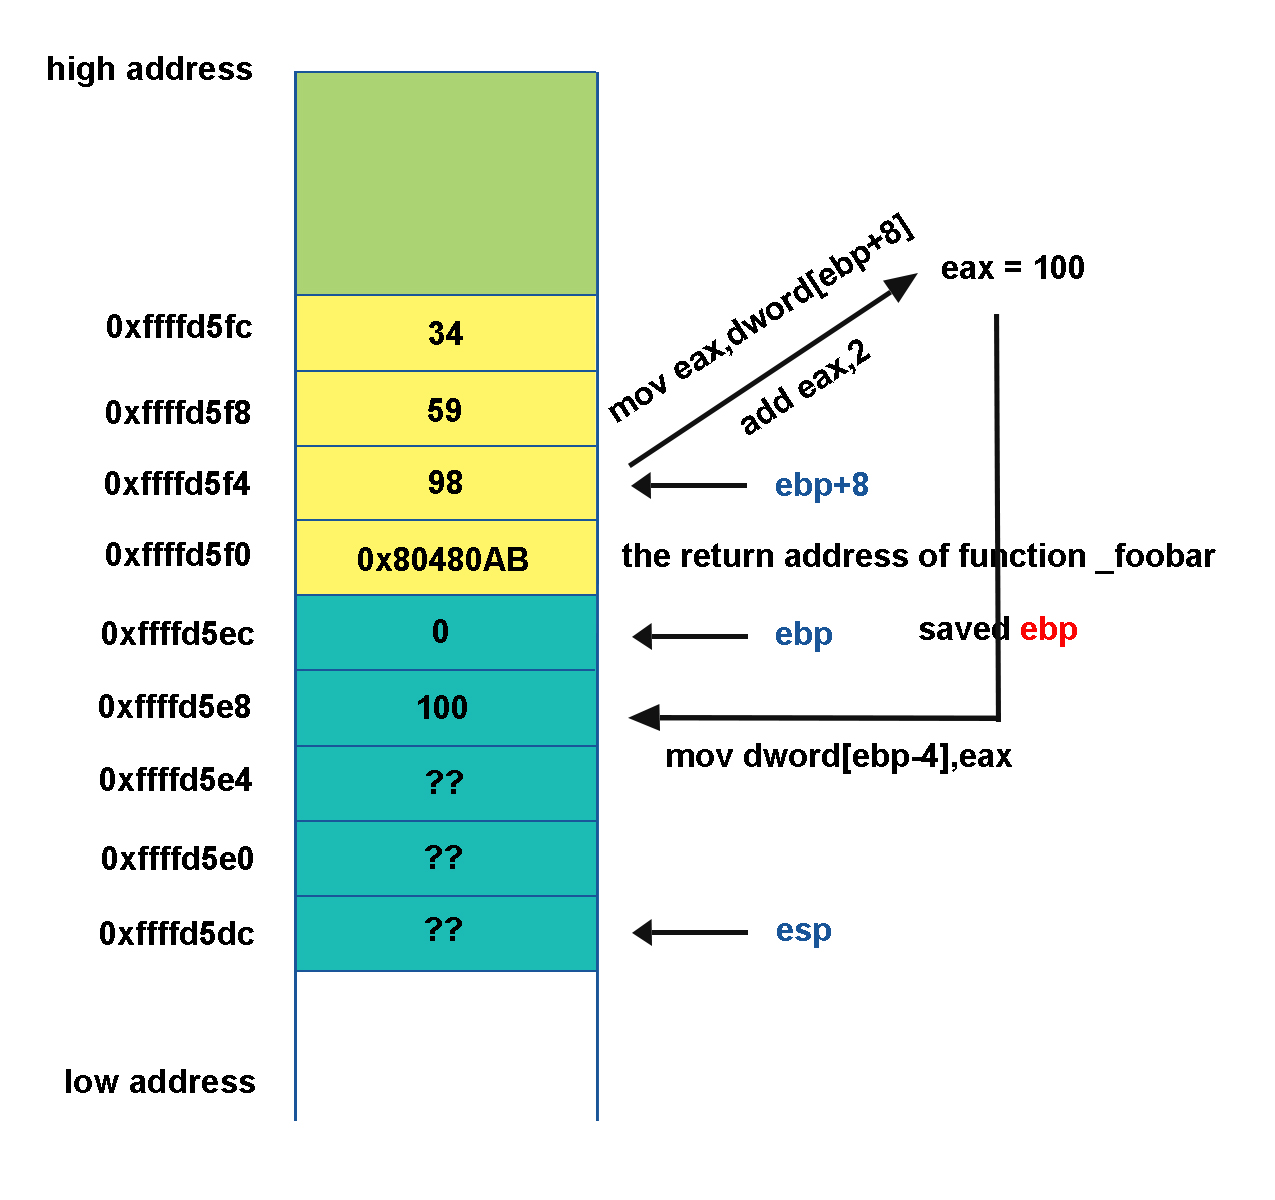 high address
mov eax,dword[ebp+8]
add eax,2
eax = 100
0xffffd5fc
34
0xffffd5f8
59
0xffffd5f4
98
ebp+8
0xffffd5f0
0x80480AB
the return address of function _foobar
0xffffd5ec
0
ebp
saved ebp
0xffffd5e8
100
mov dword[ebp-4],eax
0xffffd5e4
??
0xffffd5e0
??
0xffffd5dc
??
esp
low address